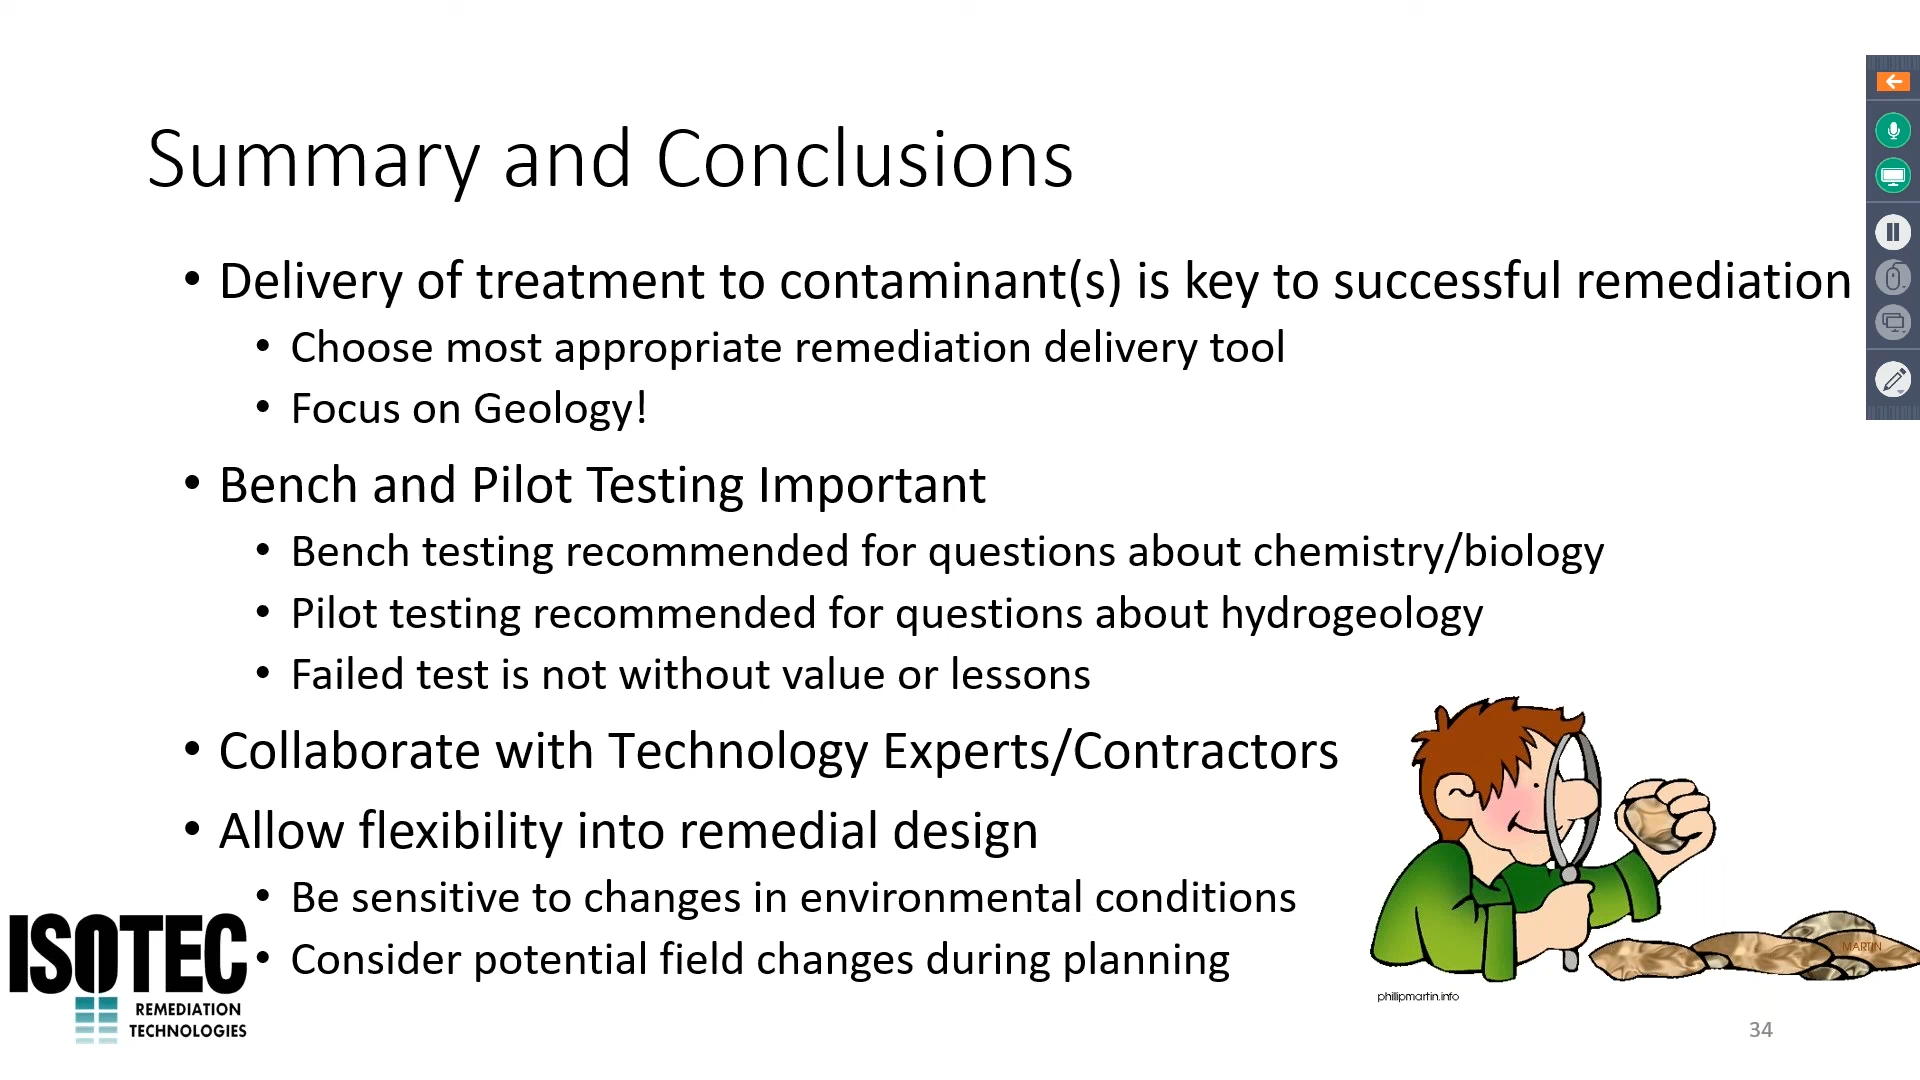 Summary and Conclusions
• Delivery of treatment to contaminant(s) is key to successful remediation
• Choose most appropriate remediation delivery tool
• Focus on Geology!
• Bench and Pilot Testing Important
• Bench testing recommended for questions about chemistry/biology
• Pilot testing recommended for questions about hydrogeology
• Failed test is not without value or lessons
• Collaborate with Technology Experts/Contractors
• Allow flexibility into remedial design
• Be sensitive to changes in environmental conditions
• Consider potential field changes during planning
ISOTEC
REMEDIATION
TECHNOLOGIES
MARTIN
phillipmartin.info
34